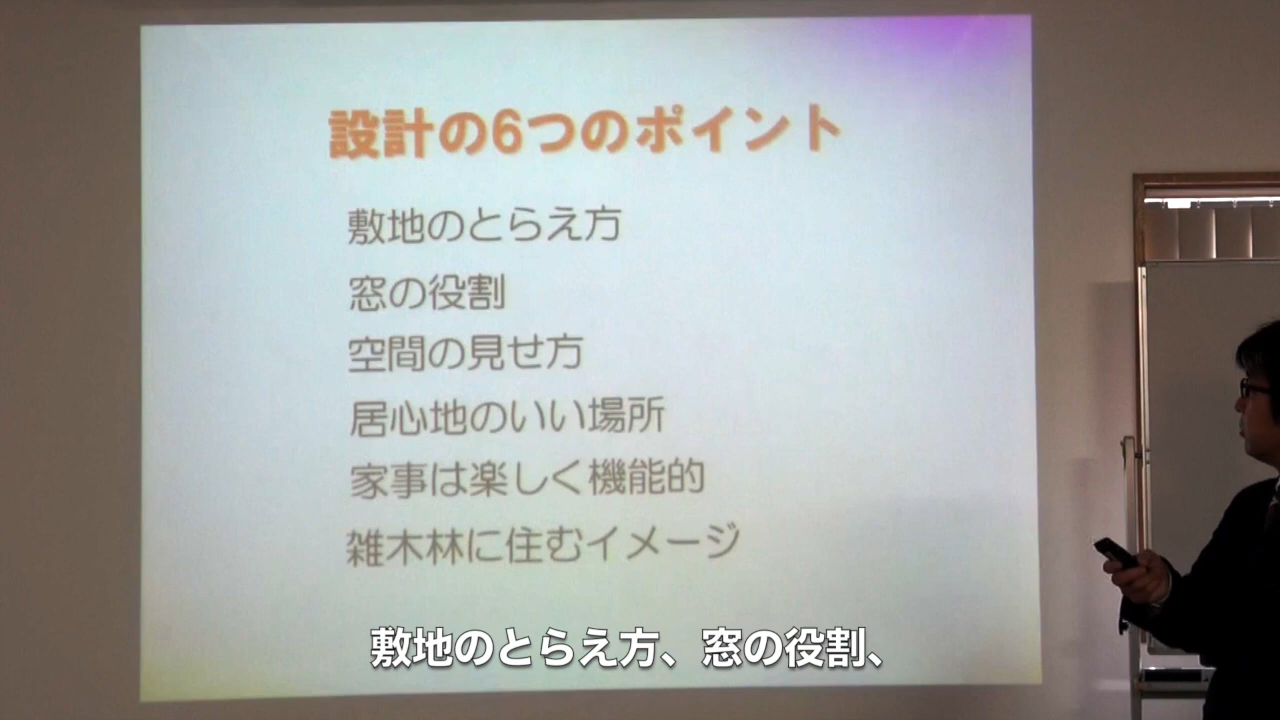 設計の6つのポイント
敷地のとらえ方
窓の役割
空間の見せ方
居心地のいい場所
家事は楽しく機能的
雑木林に住むイメージ
敷地のとらえ方、窓の役割、